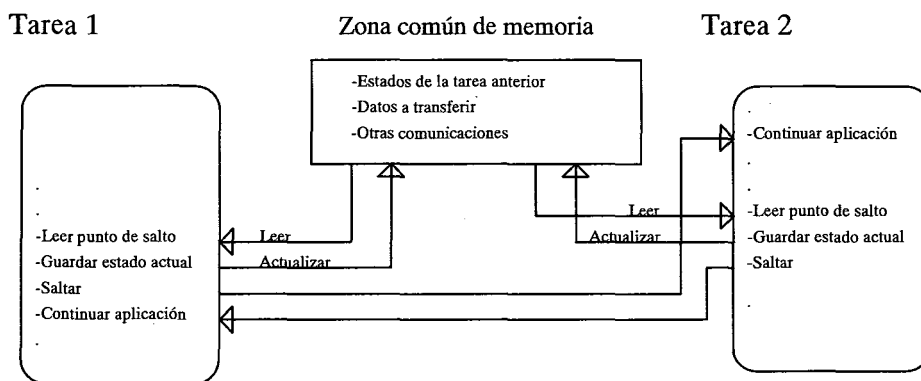 Tarea 1
Zona común de memoria
Tarea 2
-Estados de la tarea anterior
-Datos a transferir
-Otras comunicaciones
.
-Continuar aplicación
.
.
.
.
-Leer punto de salto
Leer
Leer
-Leer punto de salto
-Guardar estado actual
Actualizar
Actualizar
-Guardar estado actual
-Saltar
-Saltar
-Continuar aplicación
.
.